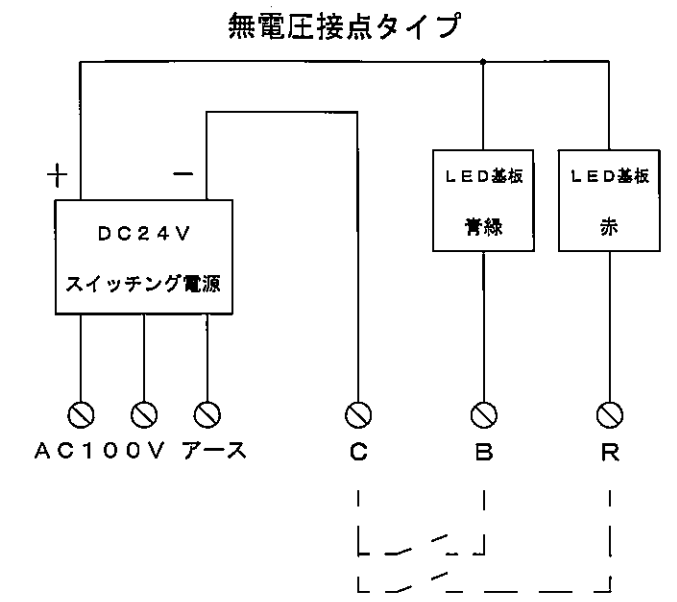 無電圧接点タイプ
+ −
LED基板 LED基板
青緑 赤
DC24V
スイッチング電源
AC100V アース C B R